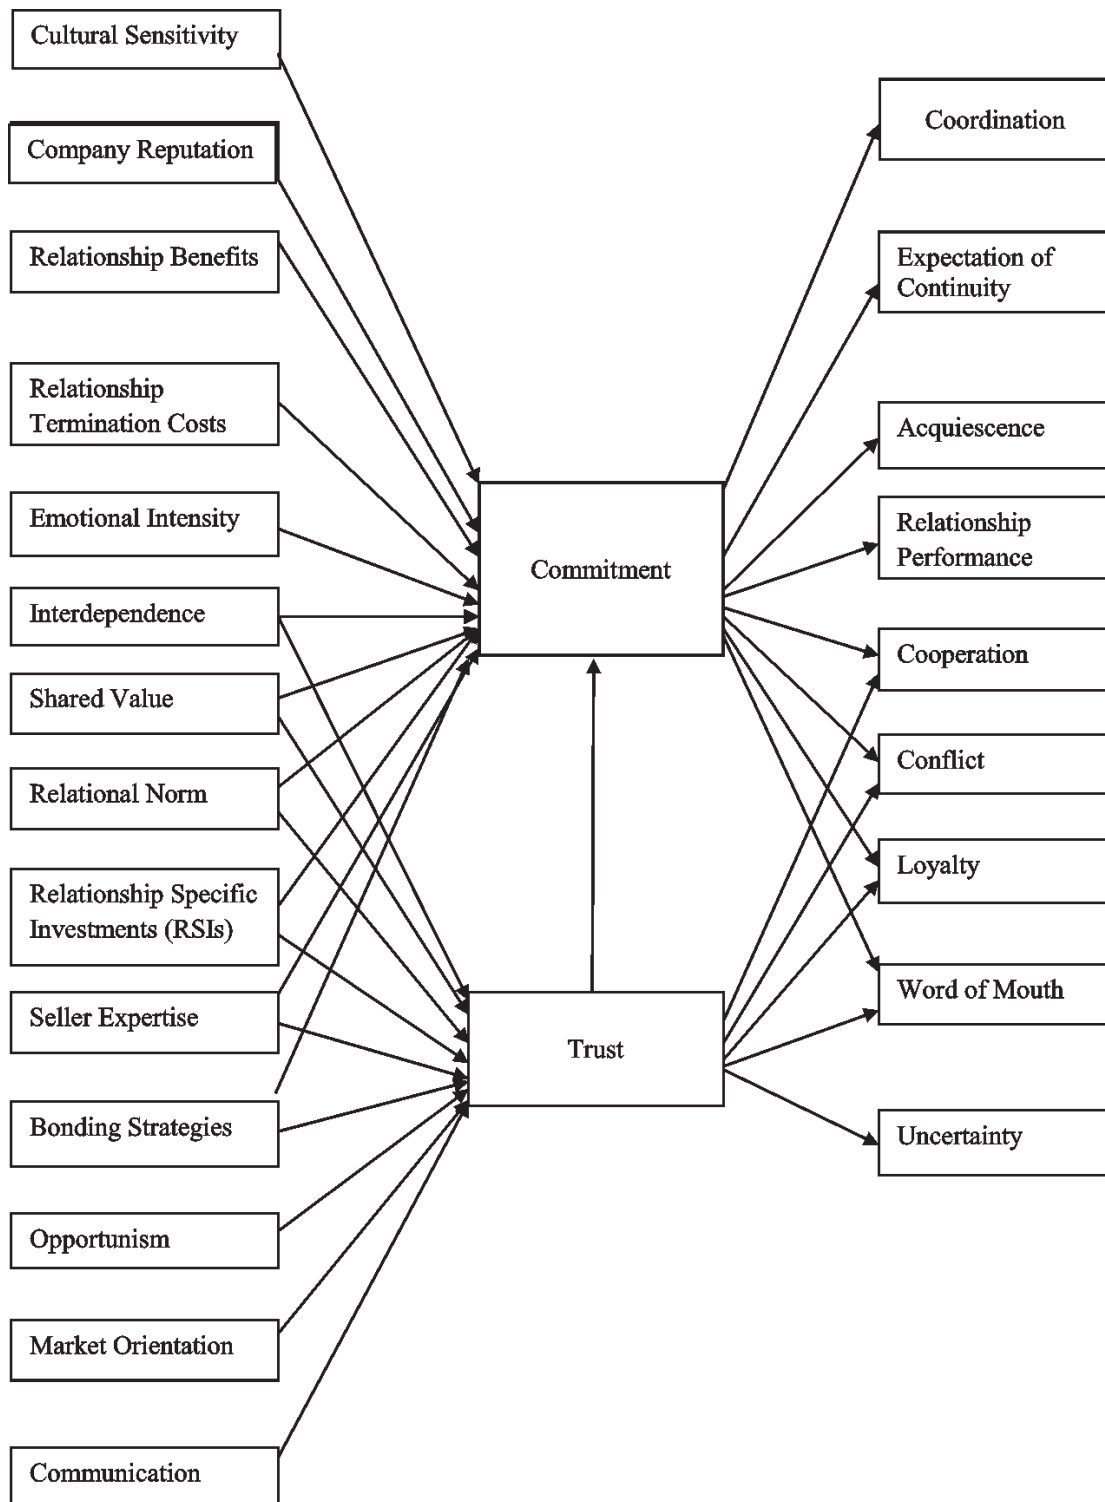 Cultural Sensitivity
Company Reputation
Relationship Benefits
Relationship
Termination Costs
Emotional Intensity
Interdependence
Shared Value
Relational Norm
Relationship Specific
Investments (RSIs)
Seller Expertise
Bonding Strategies
Opportunism
Market Orientation
Communication
Commitment
Trust
Coordination
Expectation of
Continuity
Acquiescence
Relationship
Performance
Cooperation
Conflict
Loyalty
Word of Mouth
Uncertainty